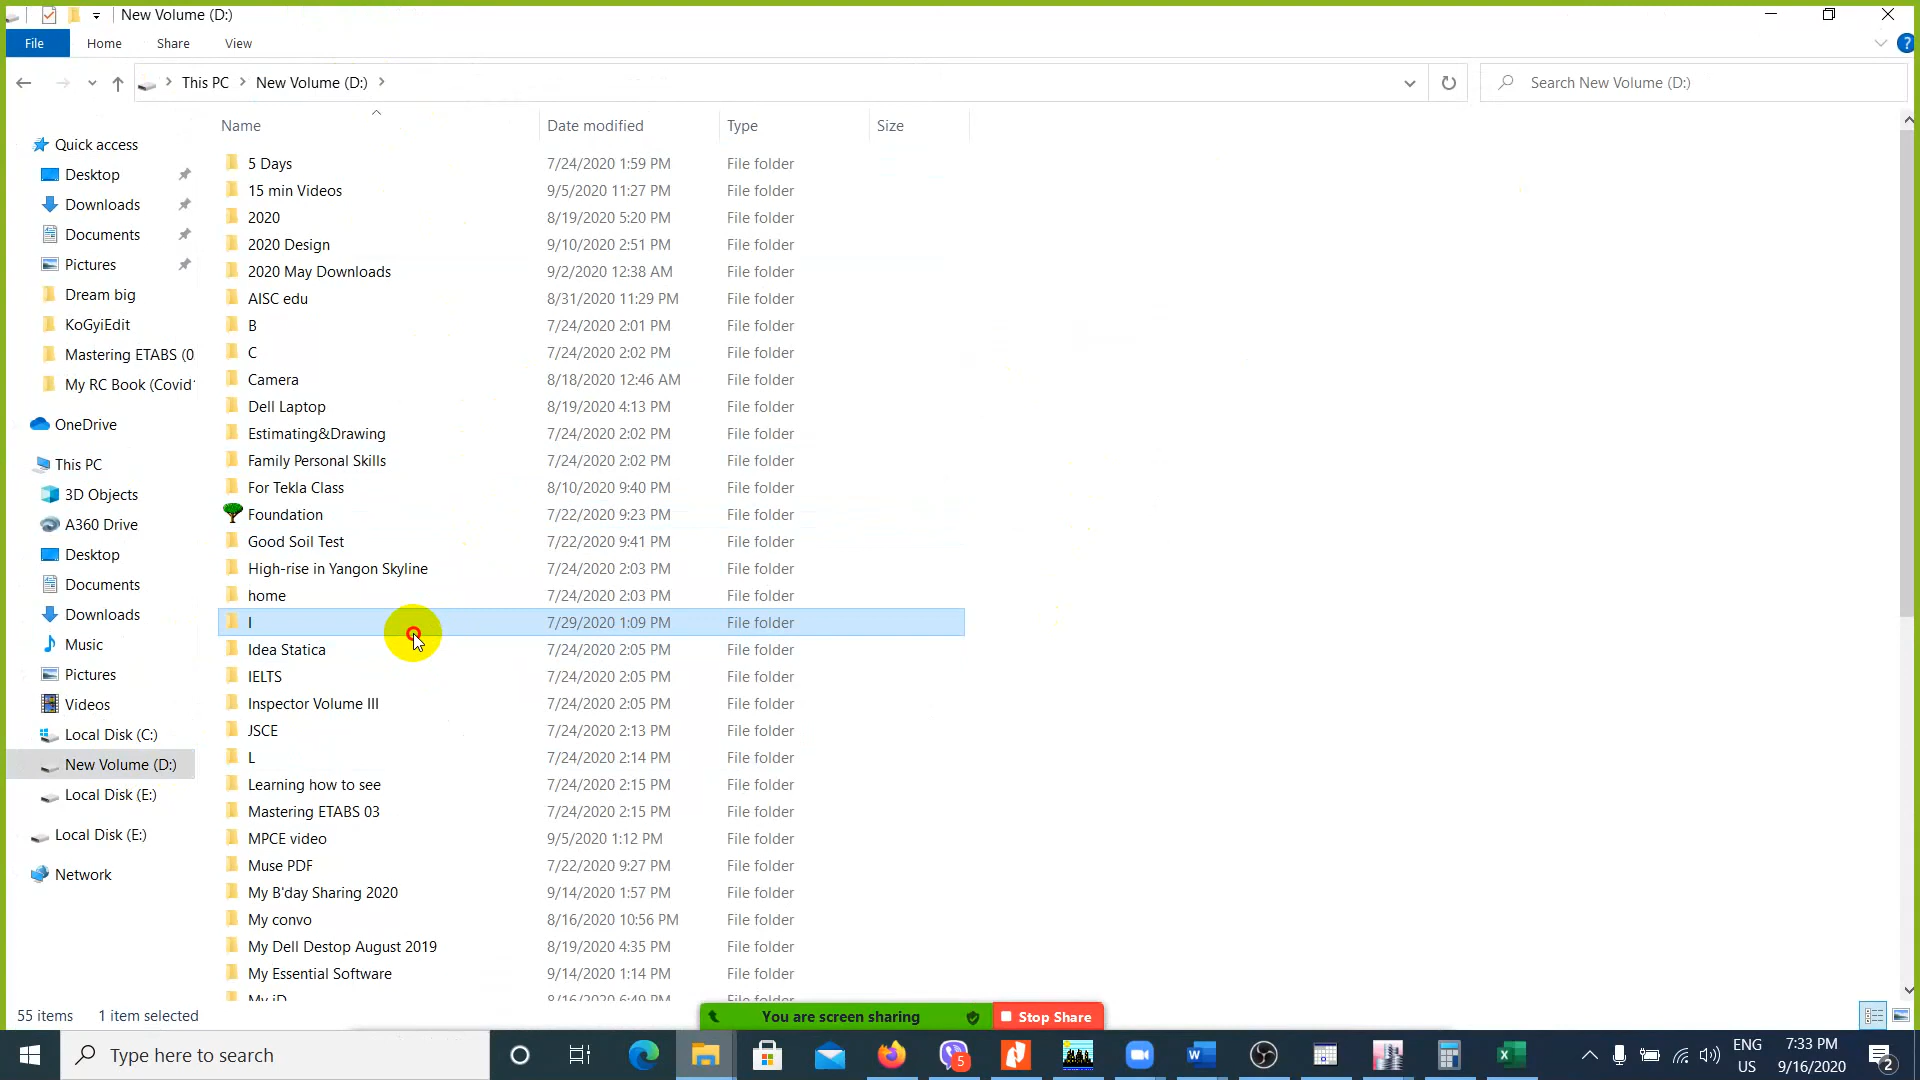 New Volume (D:)
File Home Share View
This PC New Volume (D:) Search New Volume (D:)
Name Date modified Type Size
Quick access
Desktop
Downloads
Documents
Pictures
Dream big
KoGyiEdit
Mastering ETABS (0
My RC Book (Covid
OneDrive
This PC
3D Objects
A360 Drive
Desktop
Documents
Downloads
Music
Pictures
Videos
Local Disk (C:)
New Volume (D:)
Local Disk (E:)
Local Disk (E:)
Network
5 Days 7/24/2020 1:59 PM File folder
15 min Videos 9/5/2020 11:27 PM File folder
2020 8/19/2020 5:20 PM File folder
2020 Design 9/10/2020 2:51 PM File folder
2020 May Downloads 9/2/2020 12:38 AM File folder
AISC edu 8/31/2020 11:29 PM File folder
B 7/24/2020 2:01 PM File folder
C 7/24/2020 2:02 PM File folder
Camera 8/18/2020 12:46 AM File folder
Dell Laptop 8/19/2020 4:13 PM File folder
Estimating&Drawing 7/24/2020 2:02 PM File folder
Family Personal Skills 7/24/2020 2:02 PM File folder
For Tekla Class 8/10/2020 9:40 PM File folder
Foundation 7/22/2020 9:23 PM File folder
Good Soil Test 7/22/2020 9:41 PM File folder
High-rise in Yangon Skyline 7/24/2020 2:03 PM File folder
home 7/24/2020 2:03 PM File folder
I 7/29/2020 1:09 PM File folder
Idea Statica 7/24/2020 2:05 PM File folder
IELTS 7/24/2020 2:05 PM File folder
Inspector Volume III 7/24/2020 2:05 PM File folder
JSCE 7/24/2020 2:13 PM File folder
L 7/24/2020 2:14 PM File folder
Learning how to see 7/24/2020 2:15 PM File folder
Mastering ETABS 03 7/24/2020 2:15 PM File folder
MPCE video 9/5/2020 1:12 PM File folder
Muse PDF 7/22/2020 9:27 PM File folder
My B'day Sharing 2020 9/14/2020 1:57 PM File folder
My convo 8/16/2020 10:56 PM File folder
My Dell Destop August 2019 8/19/2020 4:35 PM File folder
My Essential Software 9/14/2020 1:14 PM File folder
My iD 8/16/2020 6:49 PM File folder
55 items 1 item selected
You are screen sharing Stop Share
Type here to search
5
ENG
US
7:33 PM
9/16/2020
2